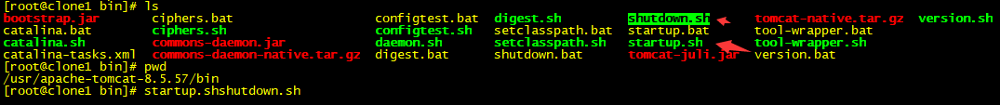 [root@clone1 bin]# ls
bootstrap.jar ciphers.bat configtest.bat digest.sh shutdown.sh tomcat-native.tar.gz version.sh
catalina.bat ciphers.sh configtest.sh setclasspath.bat startup.bat tool-wrapper.bat
catalina.sh commons-daemon.jar daemon.sh setclasspath.sh startup.sh tool-wrapper.sh
catalina-tasks.xml commons-daemon-native.tar.gz digest.bat shutdown.bat tomcat-juli.jar version.bat
[root@clone1 bin]# pwd
/usr/apache-tomcat-8.5.57/bin
[root@clone1 bin]# startup.shshutdown.sh